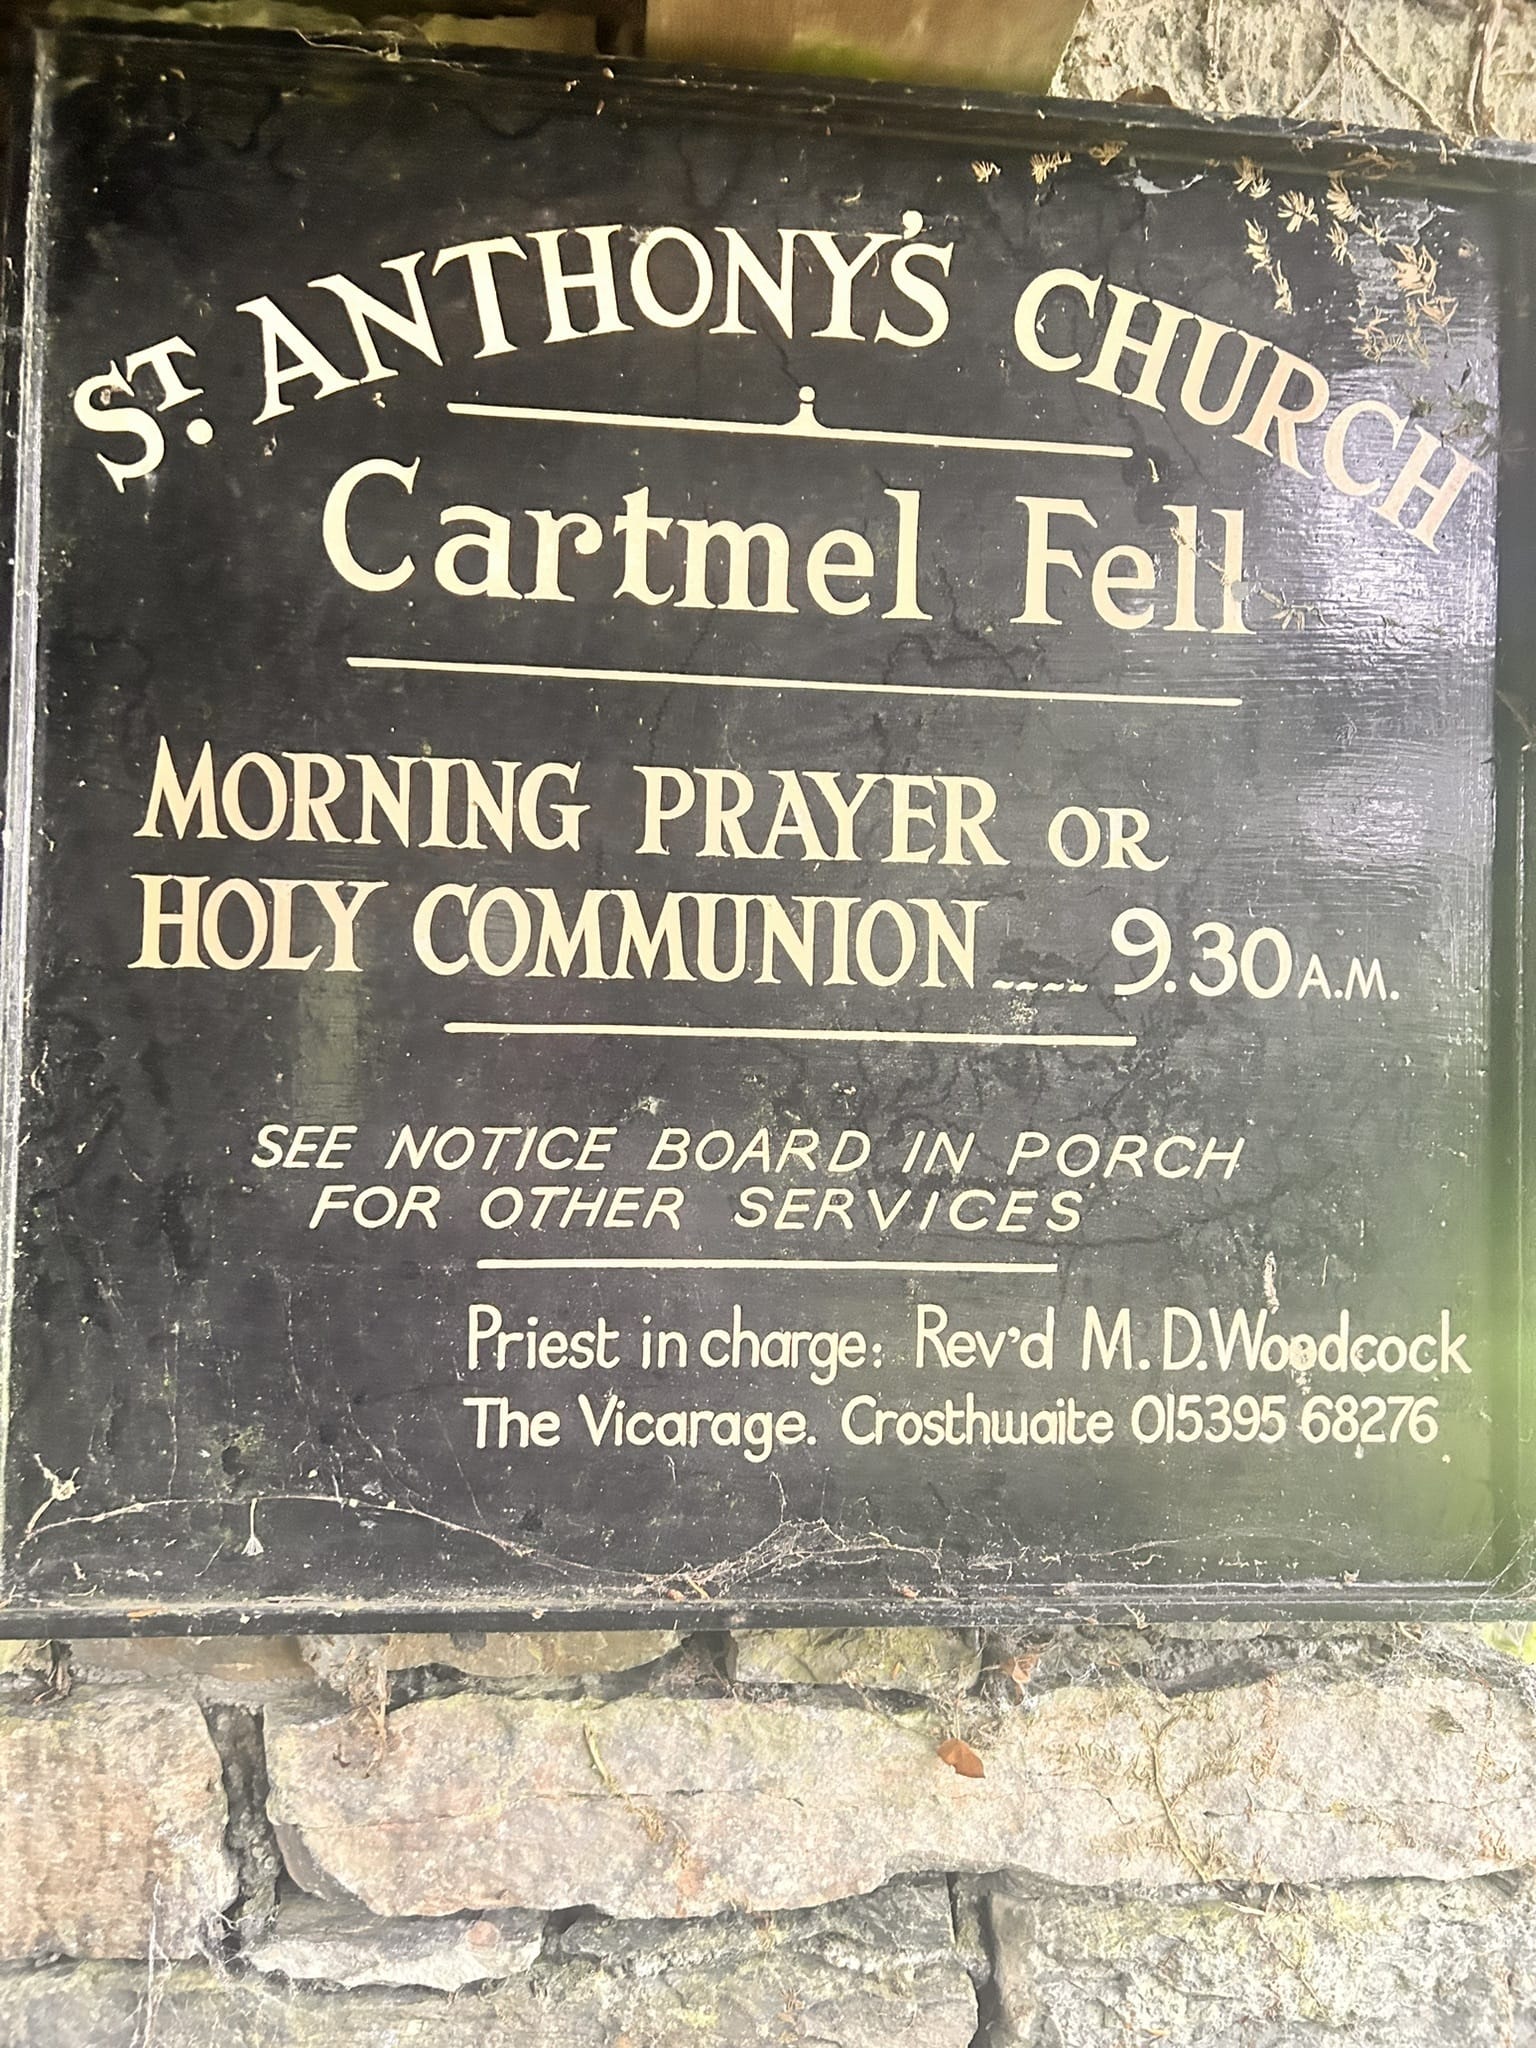 ST. ANTHONY'S CHURCH
Cartmel Fell
MORNING PRAYER OR
HOLY COMMUNION ---- 9.30 A.M.
SEE NOTICE BOARD IN PORCH
FOR OTHER SERVICES
Priest in charge: Rev'd M.D.Woodcock
The Vicarage. Crosthwaite 015395 68276